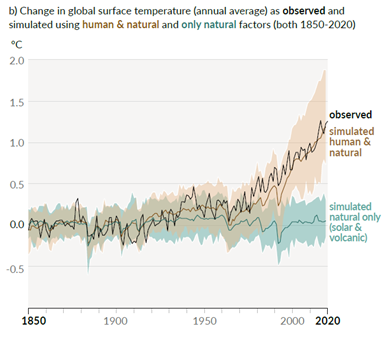 b) Change in global surface temperature (annual average) as observed and
simulated using human & natural and only natural factors (both 1850-2020)
ºC
2.0
1.5
1.0
0.5
0.0
-0.5
observed
simulated
human &
natural
simulated
natural only
(solar &
volcanic)
1850
1900
1950
2000
2020